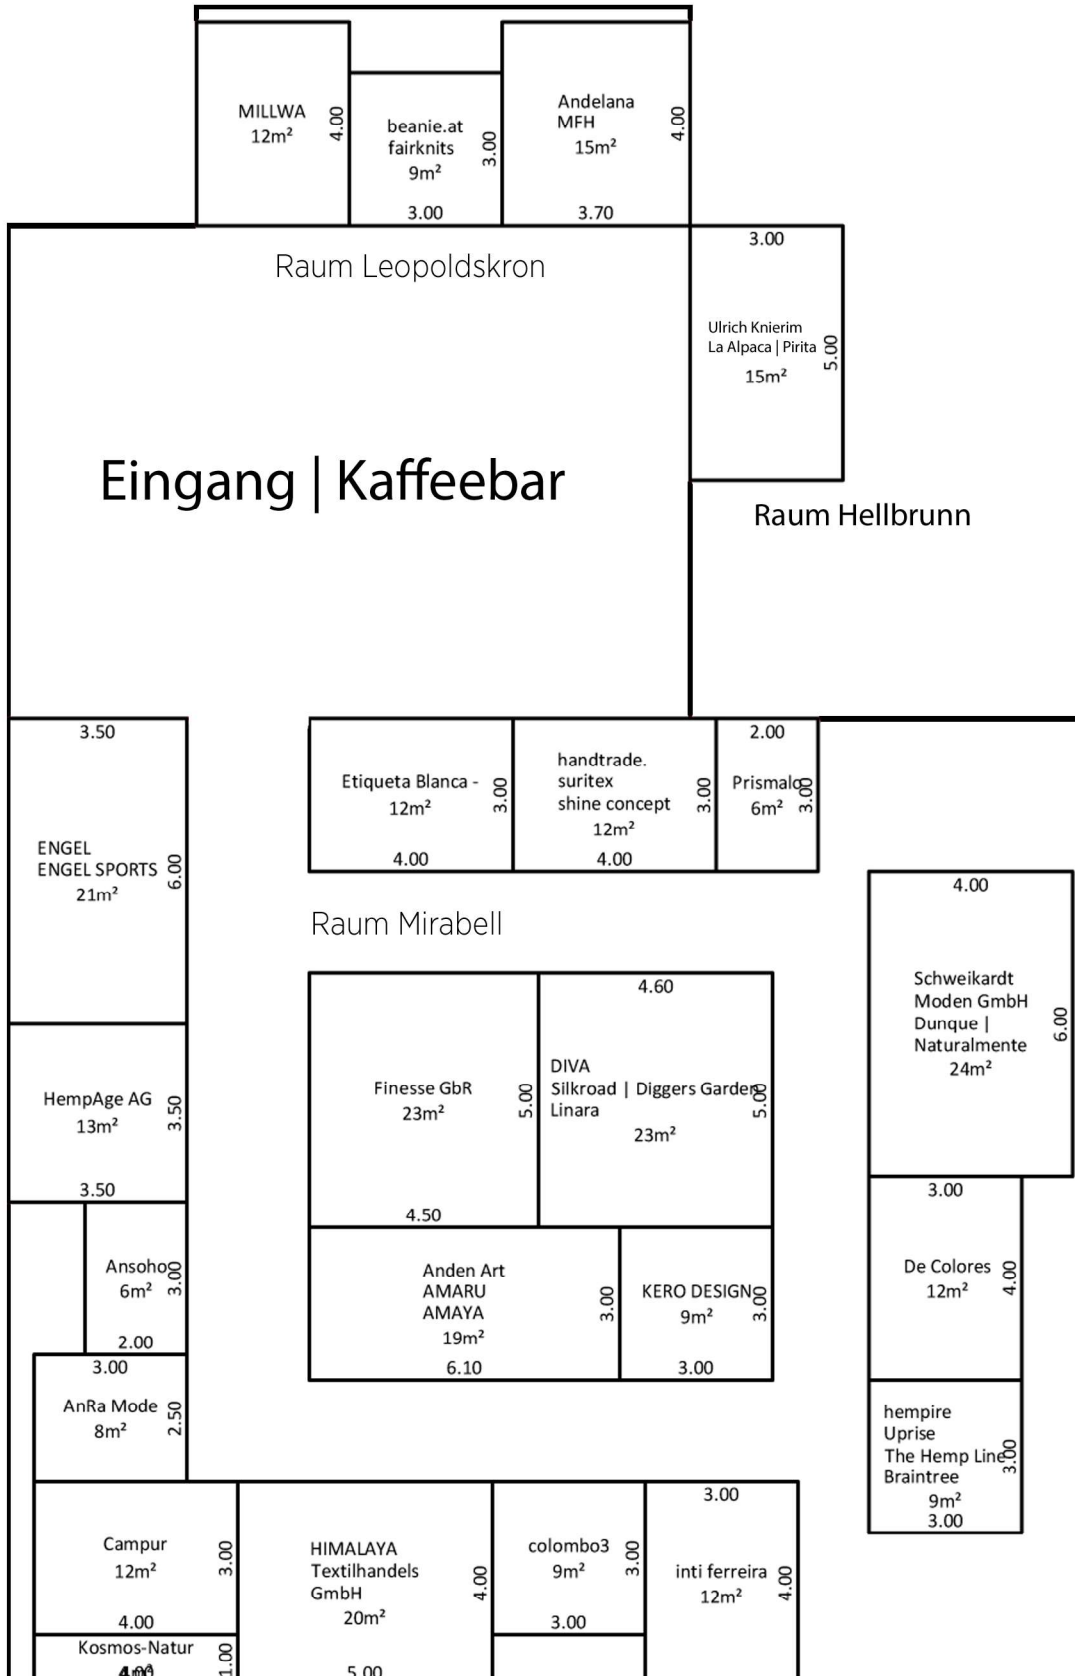 MILLWA
12m²
4.00
beanie.at
fairknits
9m²
3.00
3.00
Andelana
MFH
15m²
4.00
3.70
Raum Leopoldskron
3.00
Ulrich Knierim
La Alpaca | Pirita
15m²
5.00
Eingang | Kaffeebar
Raum Hellbrunn
3.50
ENGEL
ENGEL SPORTS
21m²
6.00
Etiqueta Blanca -
12m²
3.00
4.00
handtrade.
suritex
shine concept
12m²
3.00
4.00
2.00
Prismalo
6m²
3.00
Raum Mirabell
4.00
Schweikardt
Moden GmbH
Dunque |
Naturalmente
24m²
6.00
HempAge AG
13m²
3.50
3.50
Finesse GbR
23m²
5.00
4.50
4.60
DIVA
Silkroad | Diggers Garden
Linara
23m²
5.00
Ansoho
6m²
3.00
2.00
Anden Art
AMARU
AMAYA
19m²
3.00
6.10
KERO DESIGN
9m²
3.00
3.00
3.00
De Colores
12m²
4.00
3.00
AnRa Mode
8m²
2.50
hempire
Uprise
The Hemp Line
Braintree
9m²
3.00
3.00
Campur
12m²
3.00
4.00
HIMALAYA
Textilhandels
GmbH
20m²
4.00
5.00
colombo3
9m²
3.00
3.00
3.00
inti ferreira
12m²
4.00
Kosmos-Natur
1.00